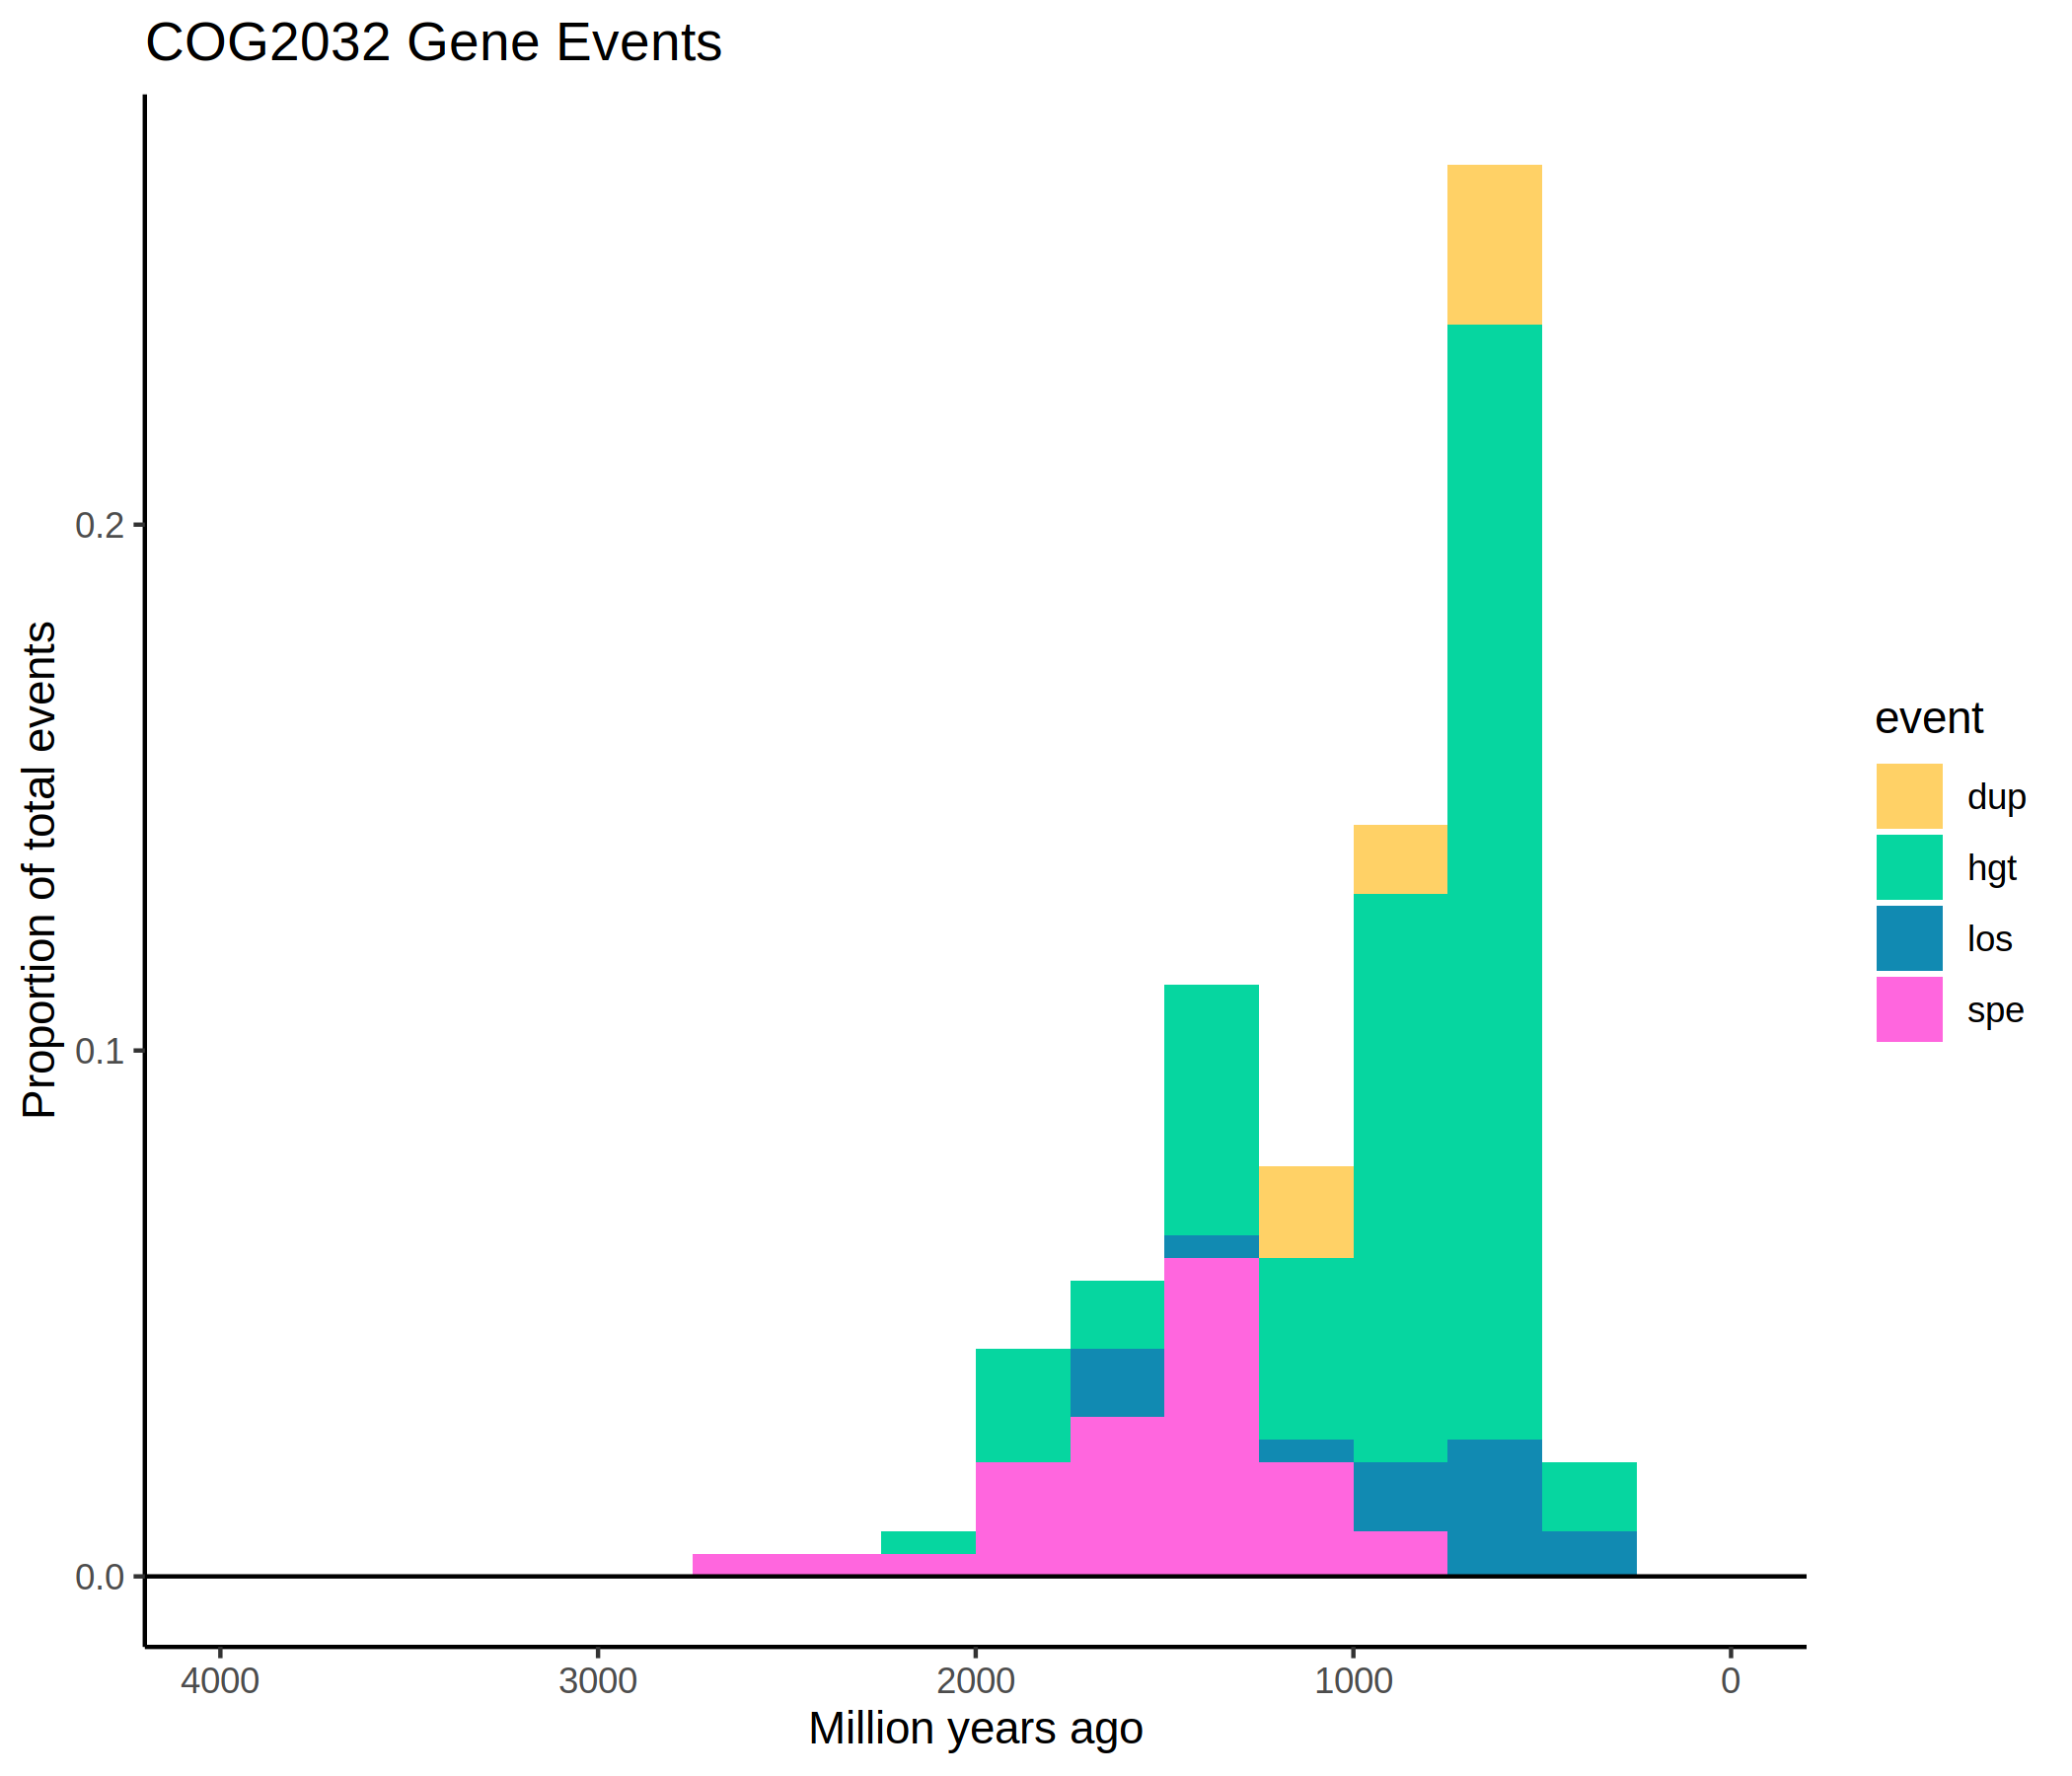 COG2032 Gene Events
Proportion of total events
0.2
0.1
0.0
4000 3000 2000 1000 0
Million years ago
event
dup
hgt
los
spe